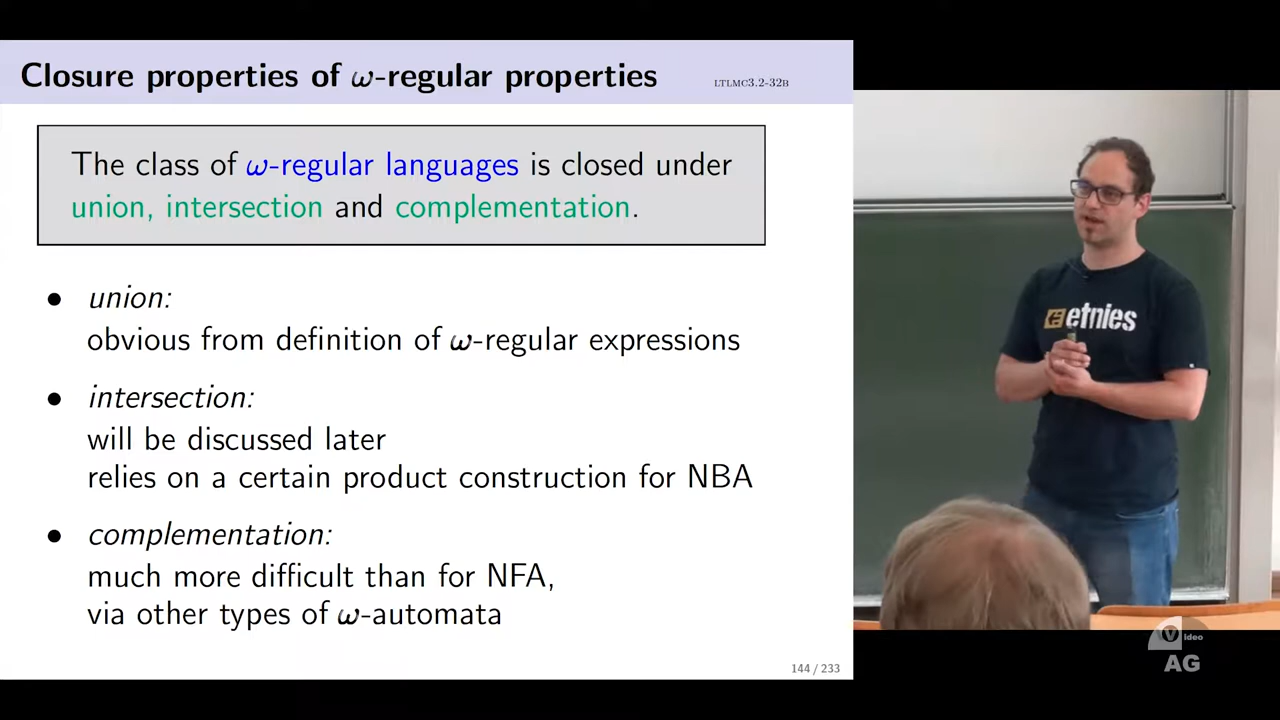 Closure properties of ω-regular properties
LTLMC3.2-32B
The class of ω-regular languages is closed under
union, intersection and complementation.
• union:
obvious from definition of ω-regular expressions
• intersection:
will be discussed later
relies on a certain product construction for NBA
• complementation:
much more difficult than for NFA,
via other types of ω-automata
144 / 233
etnies
Video
AG